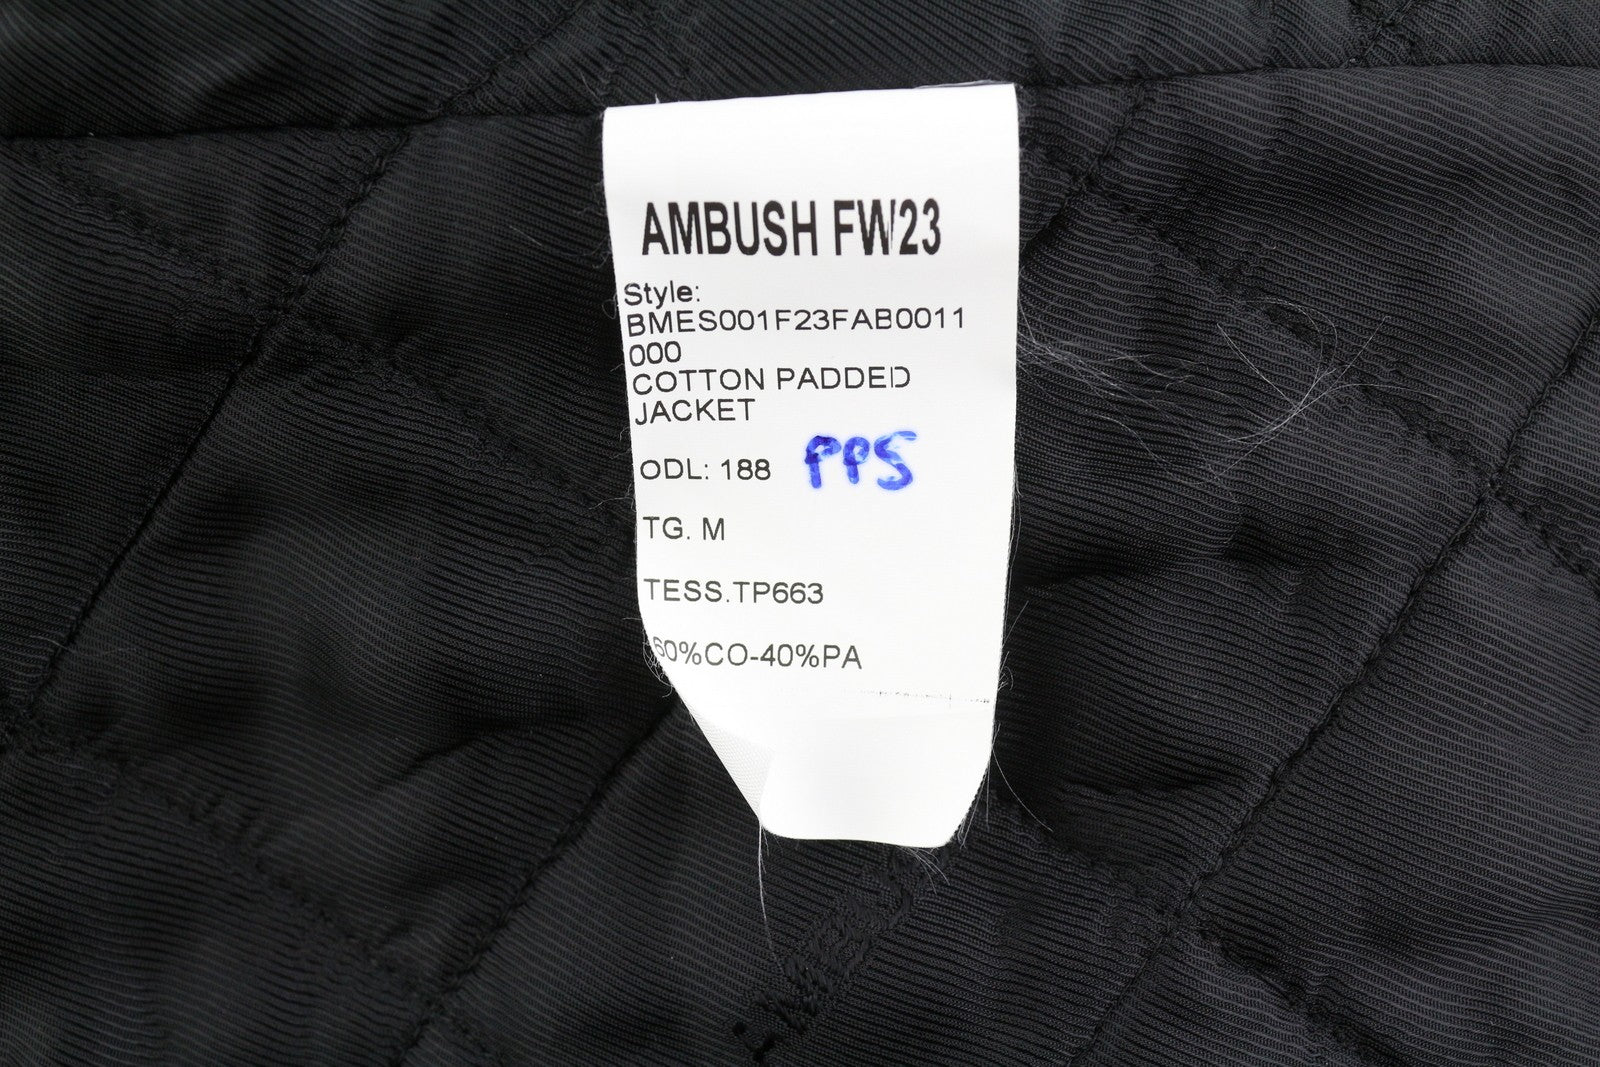 AMBUSH FW23
Style:
BMES001F23FAB0011
000
COTTON PADDED
JACKET
ODL: 188 PPS
TG. M
TESS.TP663
60%CO-40%PA